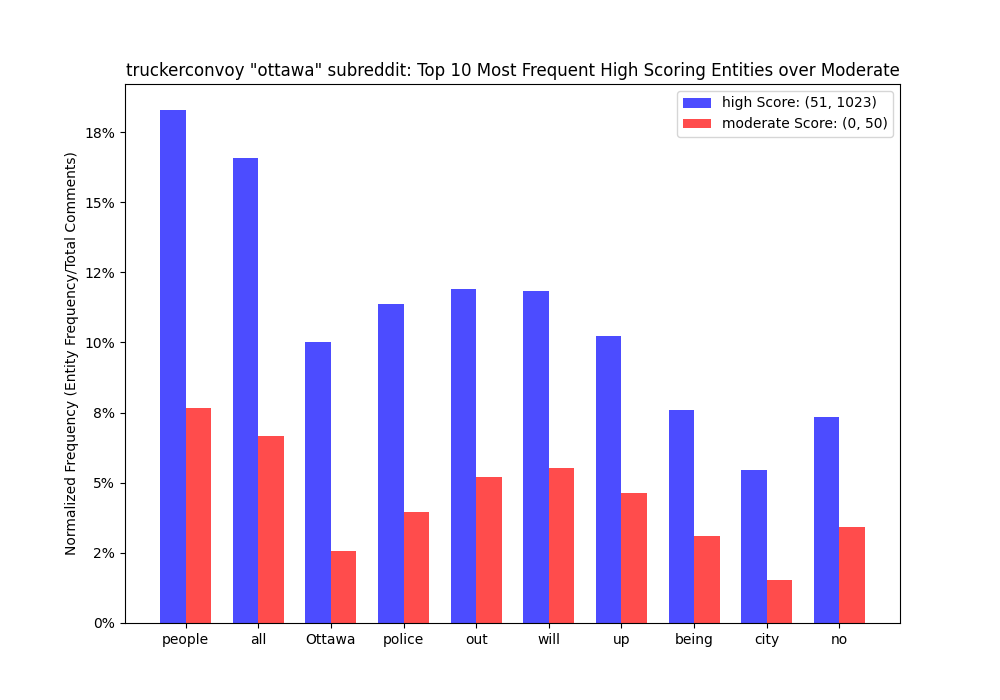 truckerconvoy "ottawa" subreddit: Top 10 Most Frequent High Scoring Entities over Moderate
high Score: (51, 1023)
moderate Score: (0, 50)
Normalized Frequency (Entity Frequency/Total Comments)
18%
15%
12%
10%
8%
5%
2%
0%
people all Ottawa police out will up being city no